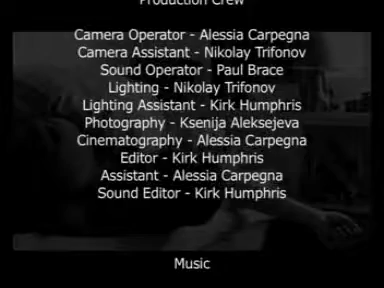 Production Crew
Camera Operator - Alessia Carpegna
Camera Assistant - Nikolay Trifonov
Sound Operator - Paul Brace
Lighting - Nikolay Trifonov
Lighting Assistant - Kirk Humphris
Photography - Ksenija Aleksejeva
Cinematography - Alessia Carpegna
Editor - Kirk Humphris
Assistant - Alessia Carpegna
Sound Editor - Kirk Humphris
Music